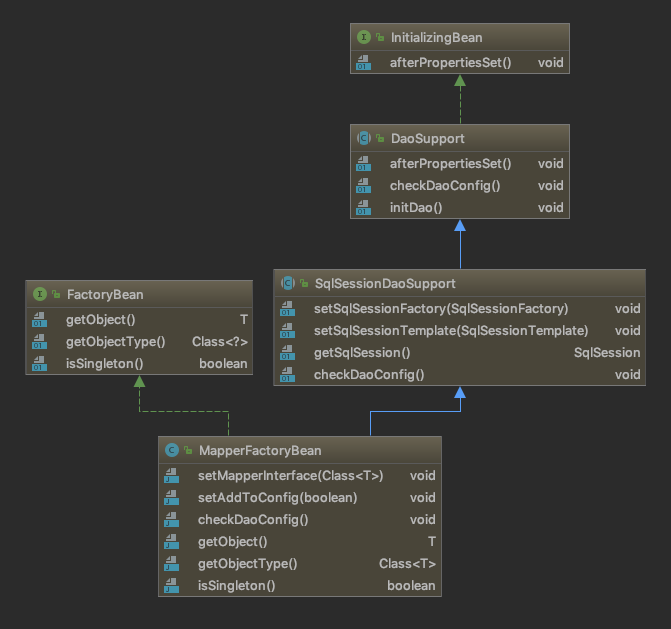 InitializingBean
afterPropertiesSet() void
DaoSupport
afterPropertiesSet() void
checkDaoConfig() void
initDao() void
FactoryBean
getObject() T
getObjectType() Class<?>
isSingleton() boolean
SqlSessionDaoSupport
setSqlSessionFactory(SqlSessionFactory) void
setSqlSessionTemplate(SqlSessionTemplate) void
getSqlSession() SqlSession
checkDaoConfig() void
MapperFactoryBean
setMapperInterface(Class<T>) void
setAddToConfig(boolean) void
checkDaoConfig() void
getObject() T
getObjectType() Class<T>
isSingleton() boolean